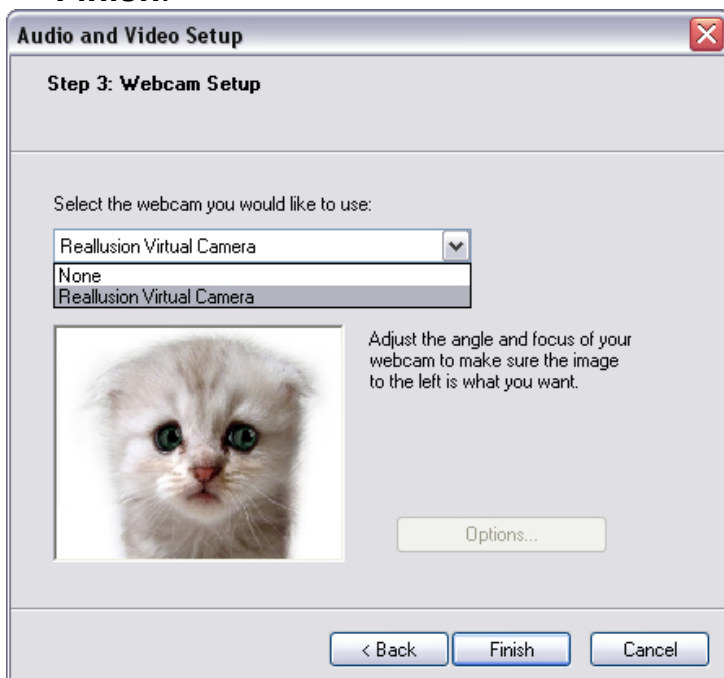 Finish.
Audio and Video Setup
Step 3: Webcam Setup
Select the webcam you would like to use:
Reallusion Virtual Camera
None
Reallusion Virtual Camera
Adjust the angle and focus of your
webcam to make sure the image
to the left is what you want.
Options...
< Back
Finish
Cancel